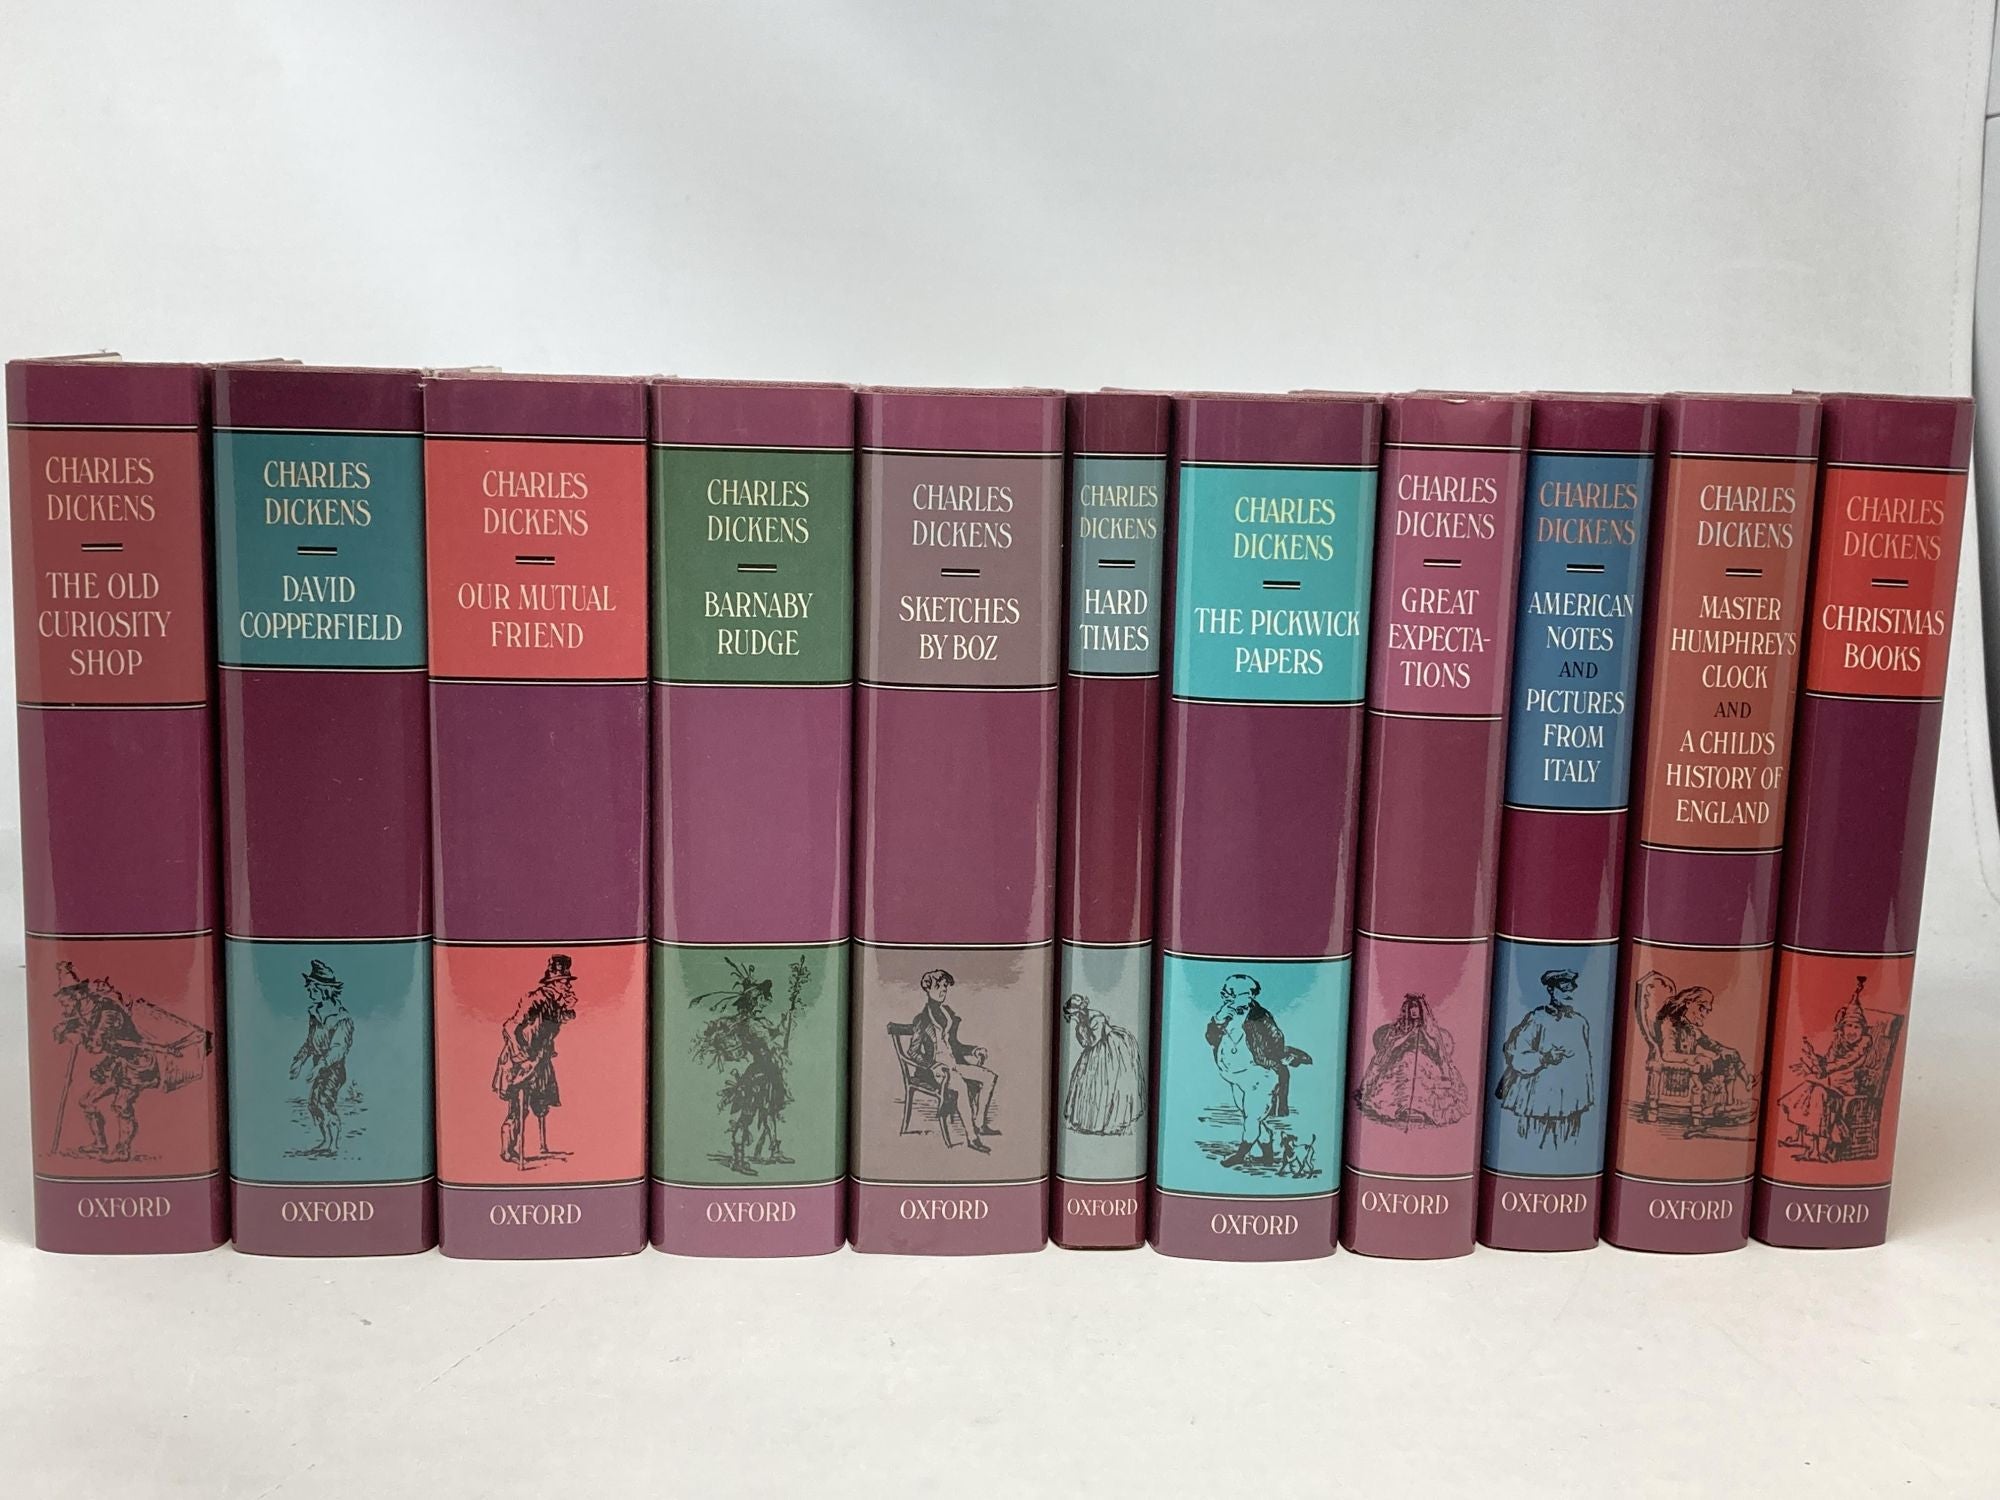 CHARLES
DICKENS
THE OLD
CURIOSITY
SHOP
OXFORD
CHARLES
DICKENS
DAVID
COPPERFIELD
OXFORD
CHARLES
DICKENS
OUR MUTUAL
FRIEND
OXFORD
CHARLES
DICKENS
BARNABY
RUDGE
OXFORD
CHARLES
DICKENS
SKETCHES
BY BOZ
OXFORD
CHARLES
DICKENS
HARD
TIMES
OXFORD
CHARLES
DICKENS
THE PICKWICK
PAPERS
OXFORD
CHARLES
DICKENS
GREAT
EXPECTA-
TIONS
OXFORD
CHARLES
DICKENS
AMERICAN
NOTES
AND
PICTURES
FROM
ITALY
OXFORD
CHARLES
DICKENS
MASTER
HUMPHREY'S
CLOCK
AND
A CHILD'S
HISTORY OF
ENGLAND
OXFORD
CHARLES
DICKENS
CHRISTMAS
BOOKS
OXFORD